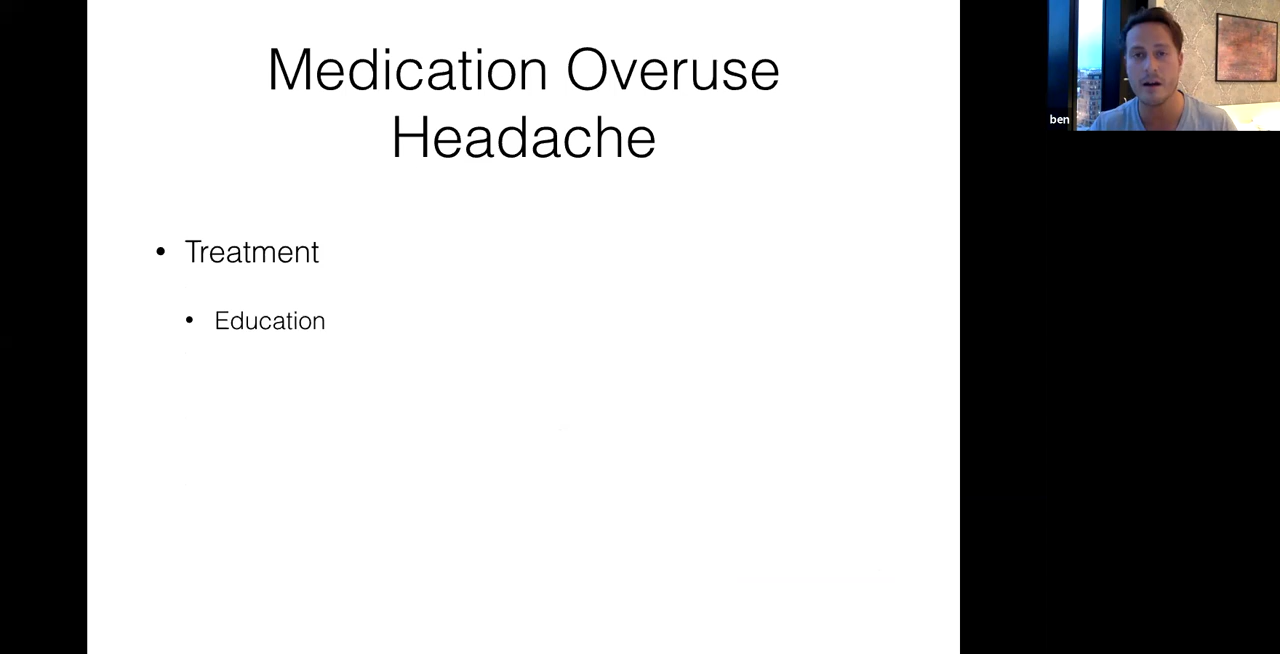 Medication Overuse
Headache
• Treatment
• Education
ben